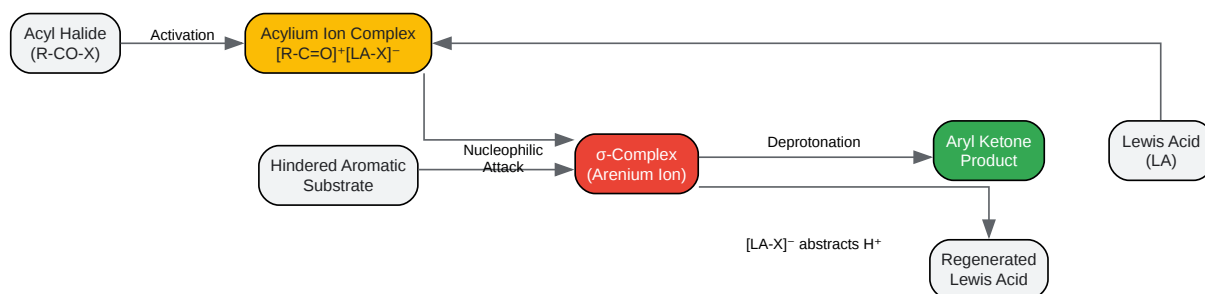 Acyl Halide
(R-CO-X)
Activation
Acylium Ion Complex
[R-C=O]⁺[LA-X]⁻
Hindered Aromatic
Substrate
Nucleophilic
Attack
σ-Complex
(Arenium Ion)
Deprotonation
Aryl Ketone
Product
Lewis Acid
(LA)
[LA-X]⁻ abstracts H⁺
Regenerated
Lewis Acid